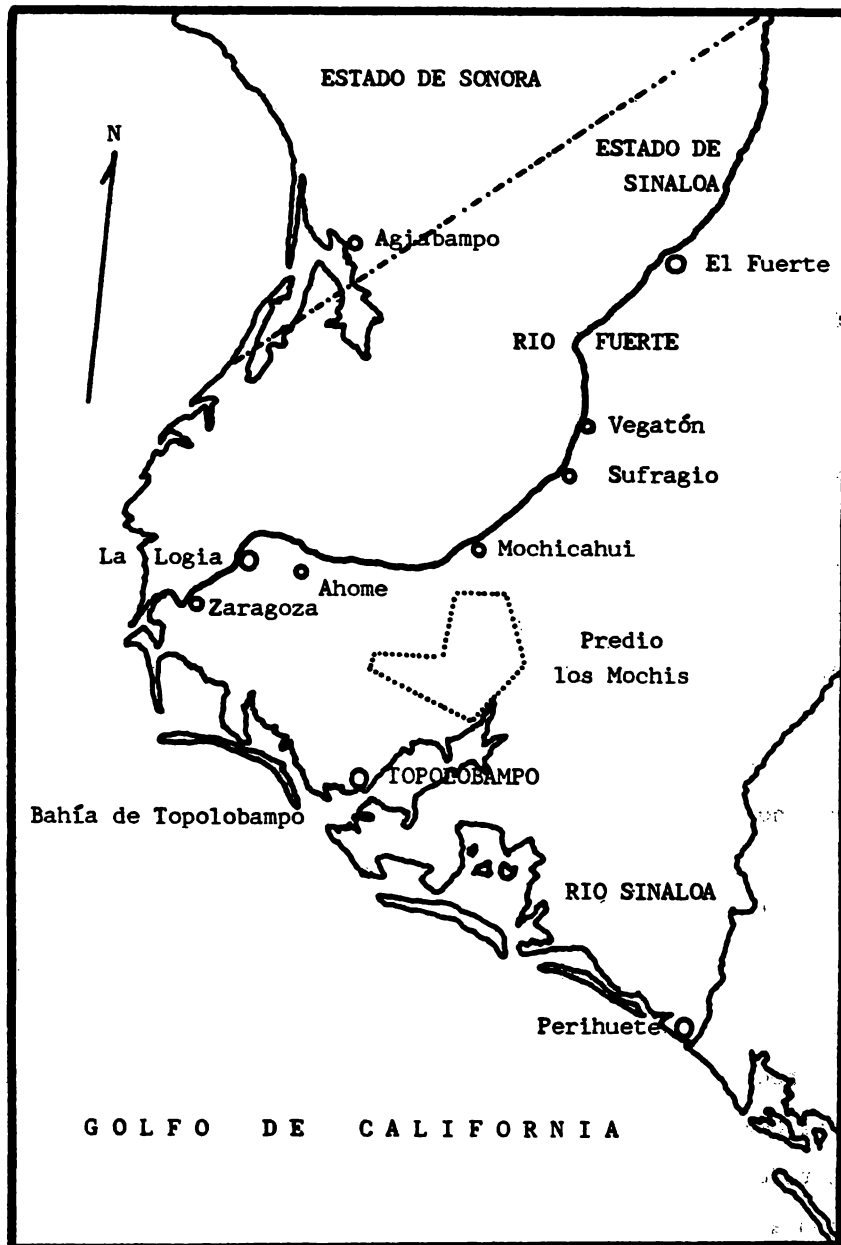 ESTADO DE SONORA
N
ESTADO DE
SINALOA
Agiabampo
El Fuerte
RIO FUERTE
Vegatón
Sufragio
Mochicahui
La Logia
Ahome
Zaragoza
Predio
los Mochis
TOPOLOBAMPO
Bahía de Topolobampo
RIO SINALOA
Perihuete
GOLFO DE CALIFORNIA